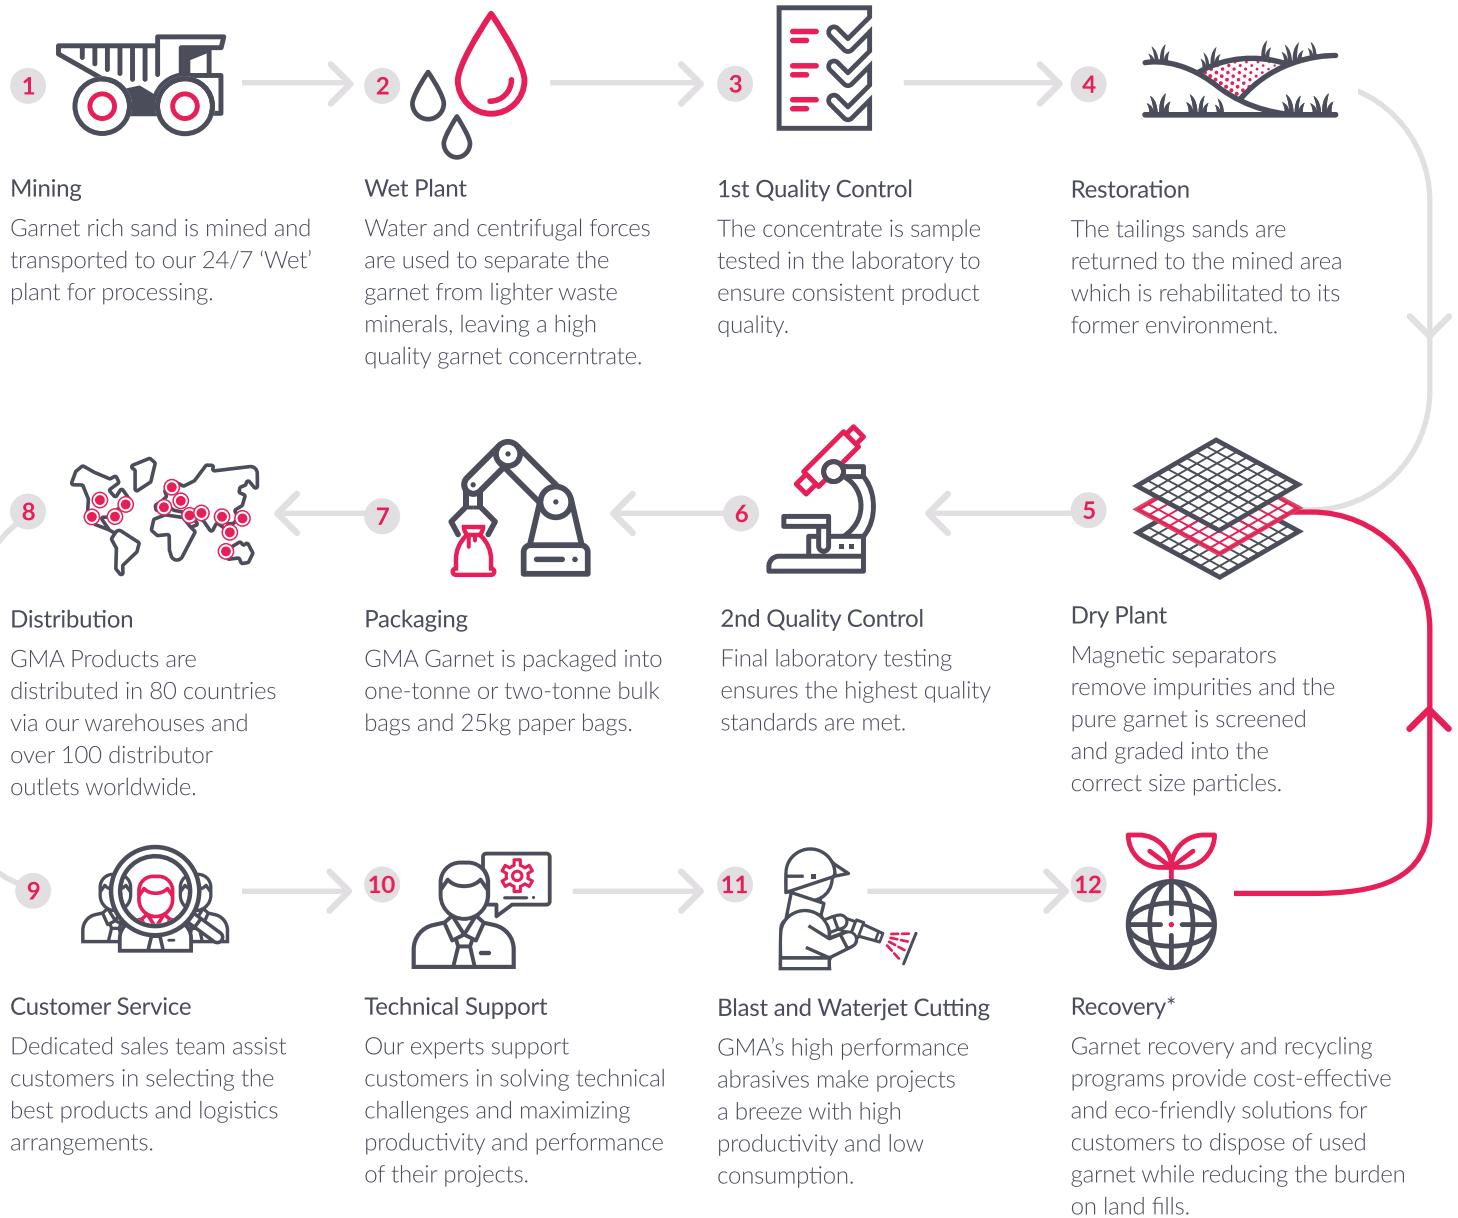 1
Mining
Garnet rich sand is mined and
transported to our 24/7 ‘Wet’
plant for processing.
2
Wet Plant
Water and centrifugal forces
are used to separate the
garnet from lighter waste
minerals, leaving a high
quality garnet concerntrate.
3
1st Quality Control
The concentrate is sample
tested in the laboratory to
ensure consistent product
quality.
4
Restoration
The tailings sands are
returned to the mined area
which is rehabilitated to its
former environment.
5
Dry Plant
Magnetic separators
remove impurities and the
pure garnet is screened
and graded into the
correct size particles.
6
2nd Quality Control
Final laboratory testing
ensures the highest quality
standards are met.
7
Packaging
GMA Garnet is packaged into
one-tonne or two-tonne bulk
bags and 25kg paper bags.
8
Distribution
GMA Products are
distributed in 80 countries
via our warehouses and
over 100 distributor
outlets worldwide.
9
Customer Service
Dedicated sales team assist
customers in selecting the
best products and logistics
arrangements.
10
Technical Support
Our experts support
customers in solving technical
challenges and maximizing
productivity and performance
of their projects.
11
Blast and Waterjet Cutting
GMA’s high performance
abrasives make projects
a breeze with high
productivity and low
consumption.
12
Recovery*
Garnet recovery and recycling
programs provide cost-effective
and eco-friendly solutions for
customers to dispose of used
garnet while reducing the burden
on land fills.